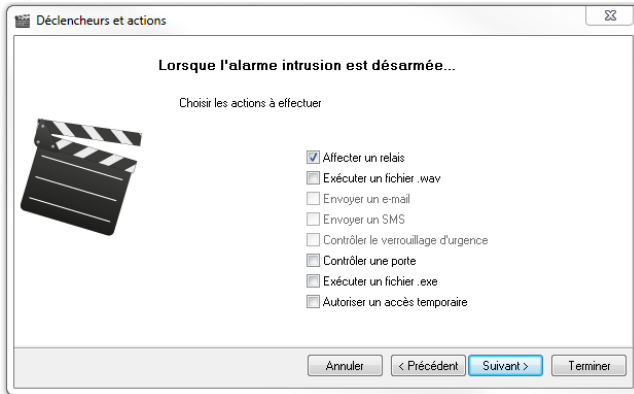 Déclencheurs et actions
Lorsque l'alarme intrusion est désarmée...
Choisir les actions à effectuer
Affecter un relais
Exécuter un fichier .wav
Envoyer un e-mail
Envoyer un SMS
Contrôler le verrouillage d'urgence
Contrôler une porte
Exécuter un fichier .exe
Autoriser un accès temporaire
Annuler < Précédent Suivant > Terminer